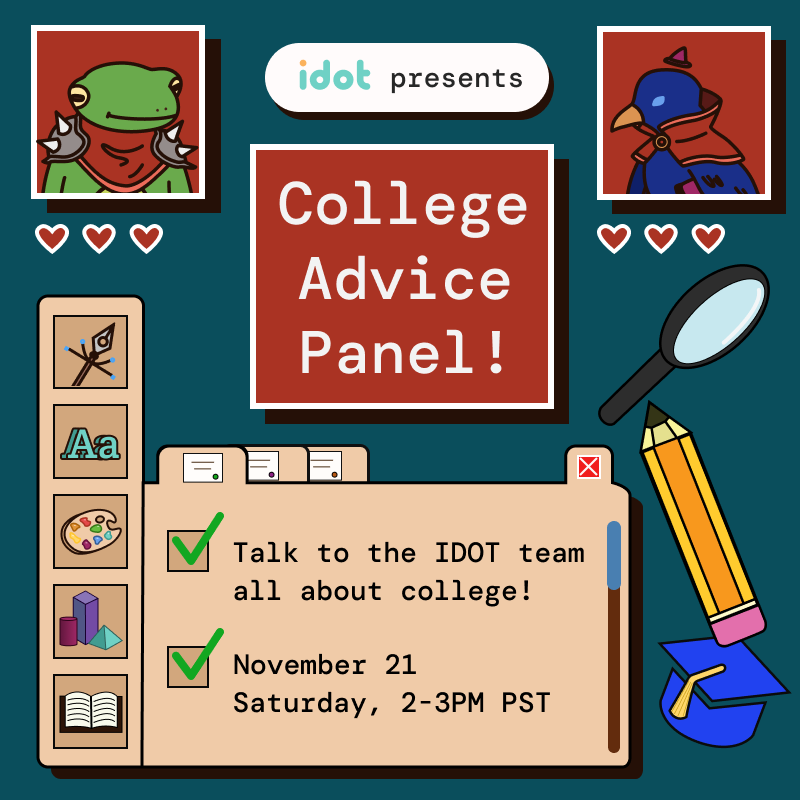 idot presents
College
Advice
Panel!
Aa
Talk to the IDOT team
all about college!
November 21
Saturday, 2-3PM PST